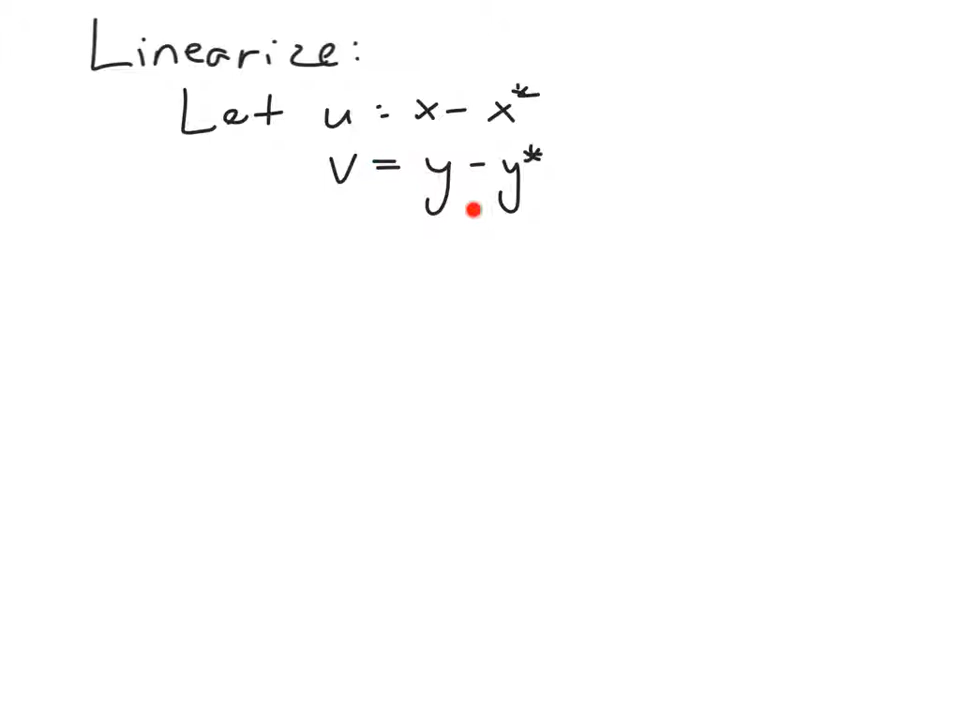 Linearize:
Let u = x - x*
v = y - y*